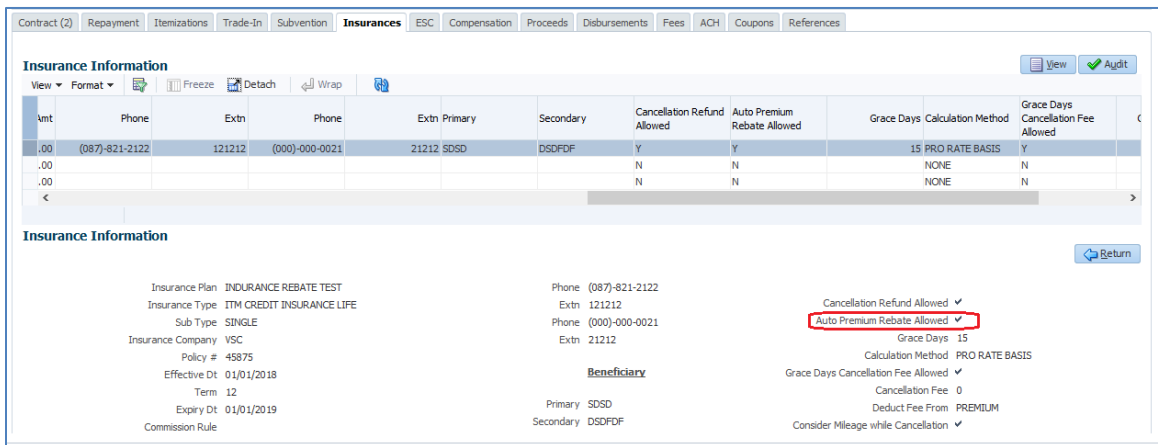 Contract (2) Repayment Itemizations Trade-In Subvention Insurances ESC Compensation Proceeds Disbursements Fees ACH Coupons References
Insurance Information
View Audit
View Format Freeze Detach Wrap
Amt Phone Extn Phone Extn Primary Secondary Cancellation Refund Allowed Auto Premium Rebate Allowed Grace Days Calculation Method Grace Days Cancellation Fee Allowed
.00 (087)-821-2122 121212 (000)-000-0021 21212 SDSD DSDFDF Y Y 15 PRO RATE BASIS Y
.00 N N NONE N
.00 N N NONE N
Insurance Information
Return
Insurance Plan INDURANCE REBATE TEST
Insurance Type ITM CREDIT INSURANCE LIFE
Sub Type SINGLE
Insurance Company VSC
Policy # 45875
Effective Dt 01/01/2018
Term 12
Expiry Dt 01/01/2019
Commission Rule
Phone (087)-821-2122
Extn 121212
Phone (000)-000-0021
Extn 21212
Beneficiary
Primary SDSD
Secondary DSDFDF
Cancellation Refund Allowed
Auto Premium Rebate Allowed
Grace Days 15
Calculation Method PRO RATE BASIS
Grace Days Cancellation Fee Allowed
Cancellation Fee 0
Deduct Fee From PREMIUM
Consider Mileage while Cancellation